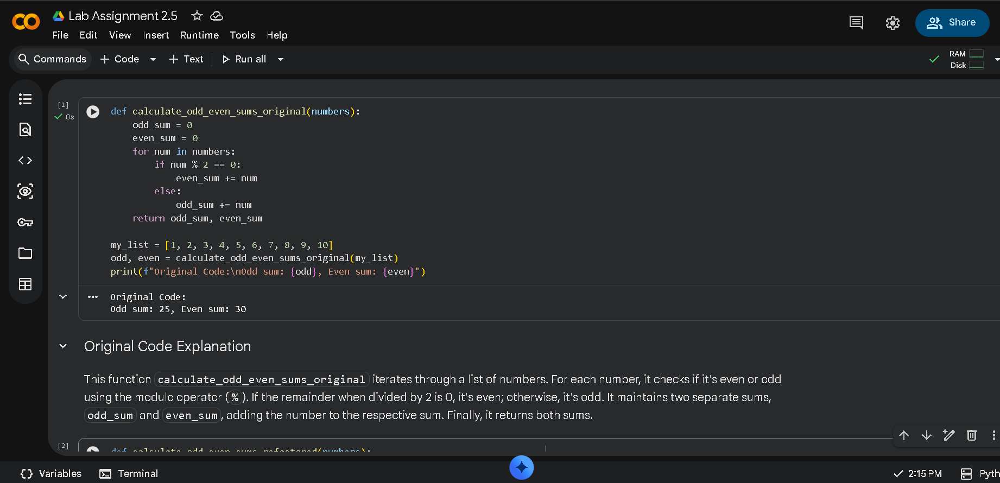 Lab Assignment 2.5
File Edit View Insert Runtime Tools Help
Share
Commands + Code + Text Run all
RAM
Disk
[1]
0s
def calculate_odd_even_sums_original(numbers):
    odd_sum = 0
    even_sum = 0
    for num in numbers:
        if num % 2 == 0:
            even_sum += num
        else:
            odd_sum += num
    return odd_sum, even_sum
my_list = [1, 2, 3, 4, 5, 6, 7, 8, 9, 10]
odd, even = calculate_odd_even_sums_original(my_list)
print(f"Original Code:\nOdd sum: {odd}, Even sum: {even}")
Original Code:
Odd sum: 25, Even sum: 30
Original Code Explanation
This function calculate_odd_even_sums_original iterates through a list of numbers. For each number, it checks if it's even or odd
using the modulo operator (%). If the remainder when divided by 2 is 0, it's even; otherwise, it's odd. It maintains two separate sums,
odd_sum and even_sum, adding the number to the respective sum. Finally, it returns both sums.
[2]
def calculate_odd_even_sums_refactored(numbers):
Variables Terminal
2:15 PM Pyth